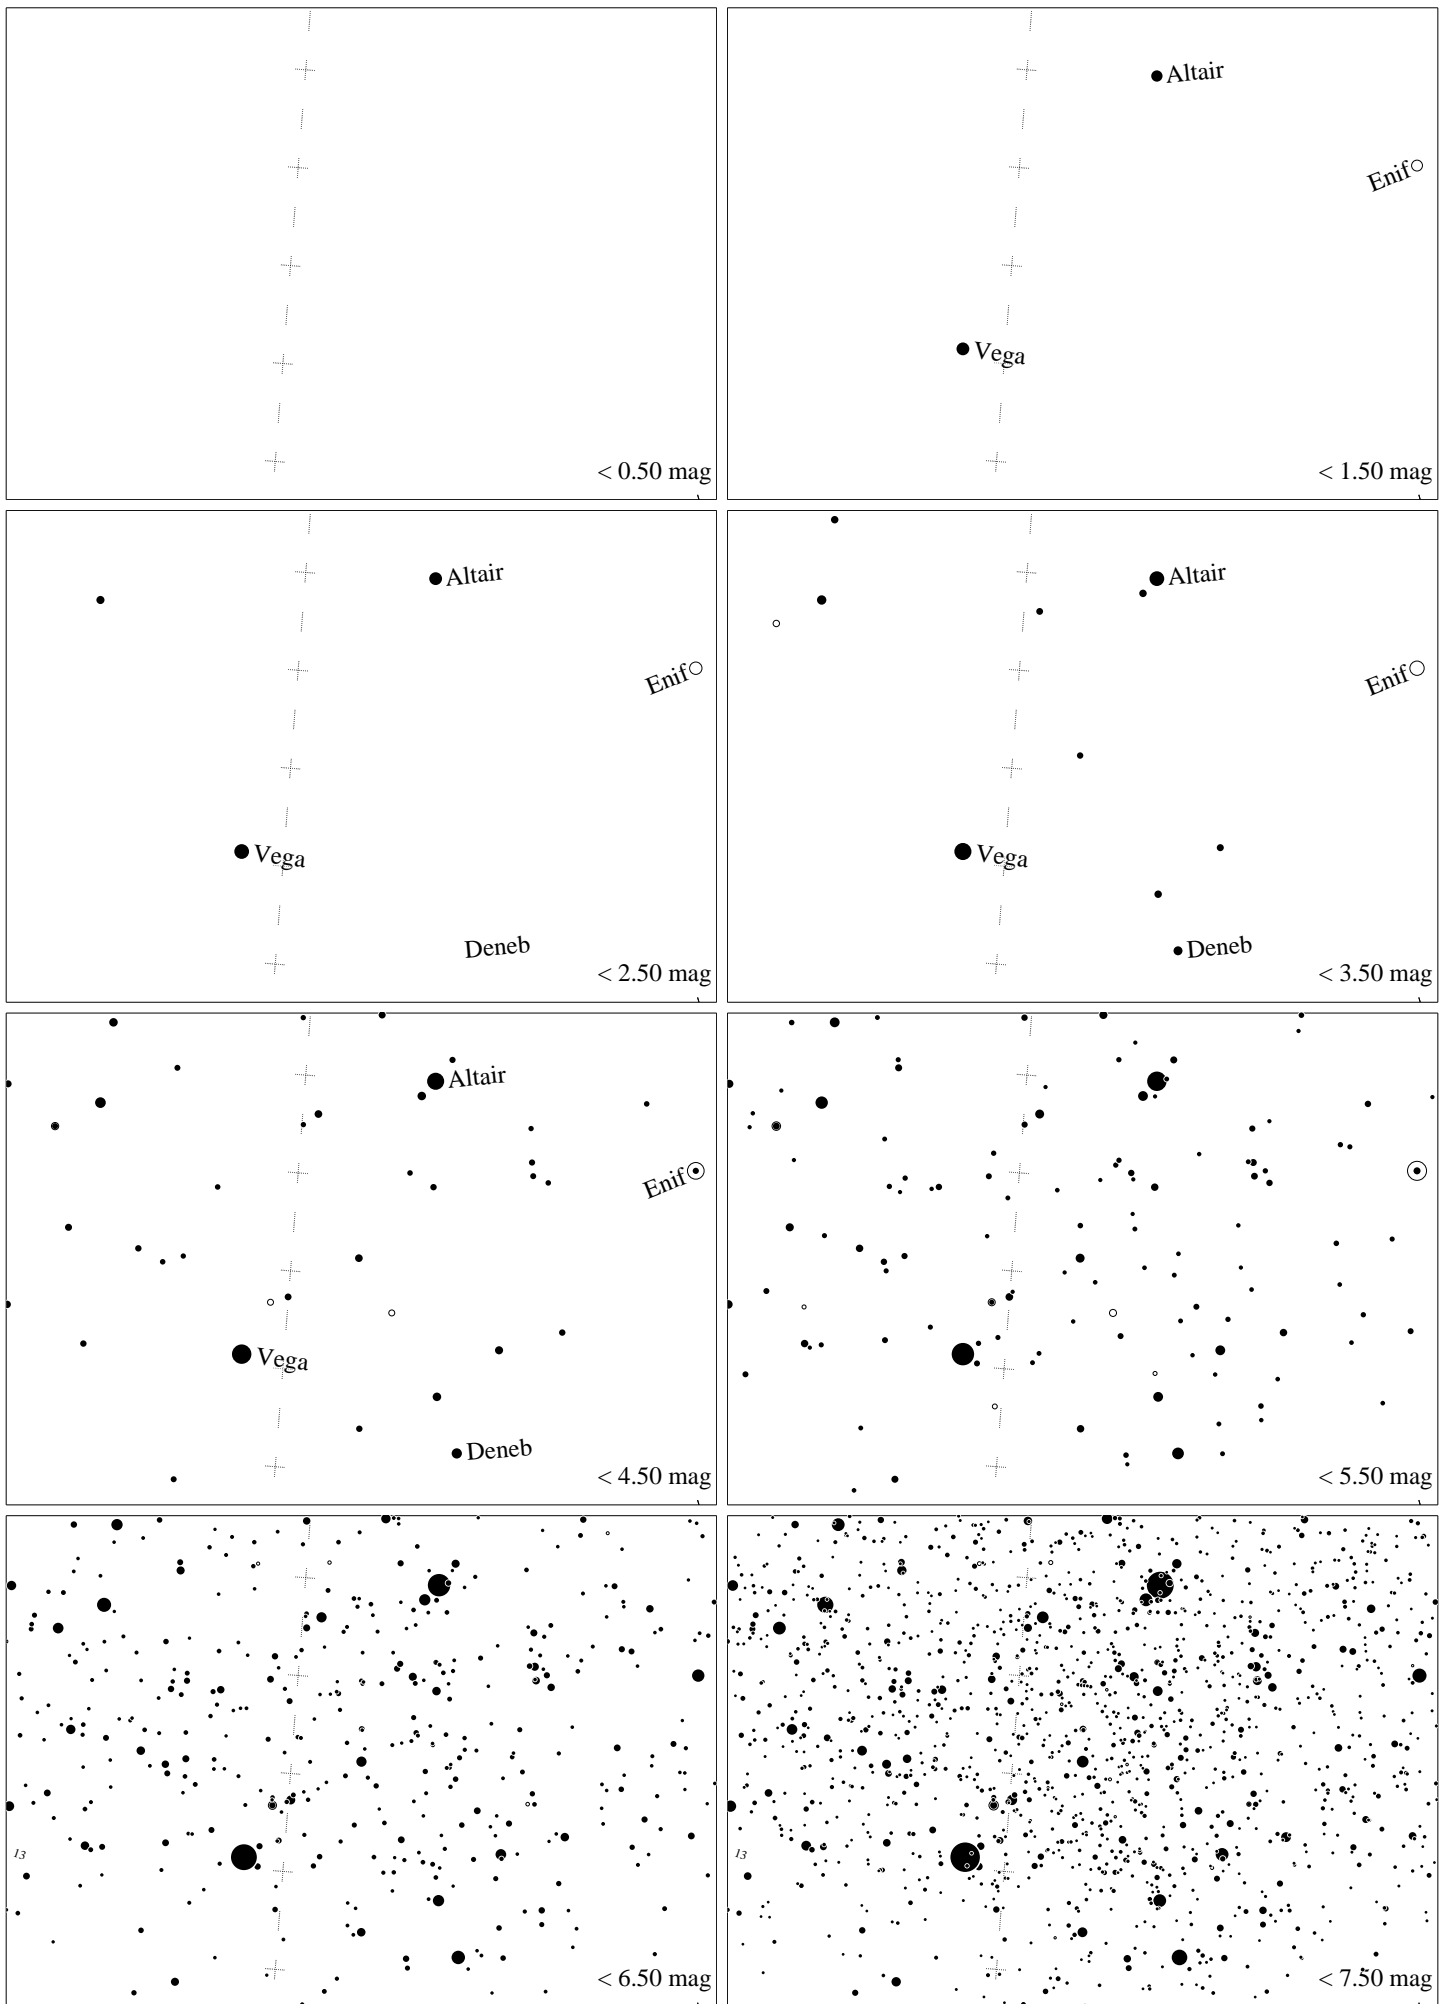 < 0.50 mag
Altair
Enif
Vega
< 1.50 mag
Altair
Enif
Vega
Deneb
< 2.50 mag
Altair
Enif
Vega
Deneb
< 3.50 mag
Altair
Enif
Vega
Deneb
< 4.50 mag
< 5.50 mag
13
< 6.50 mag
13
< 7.50 mag